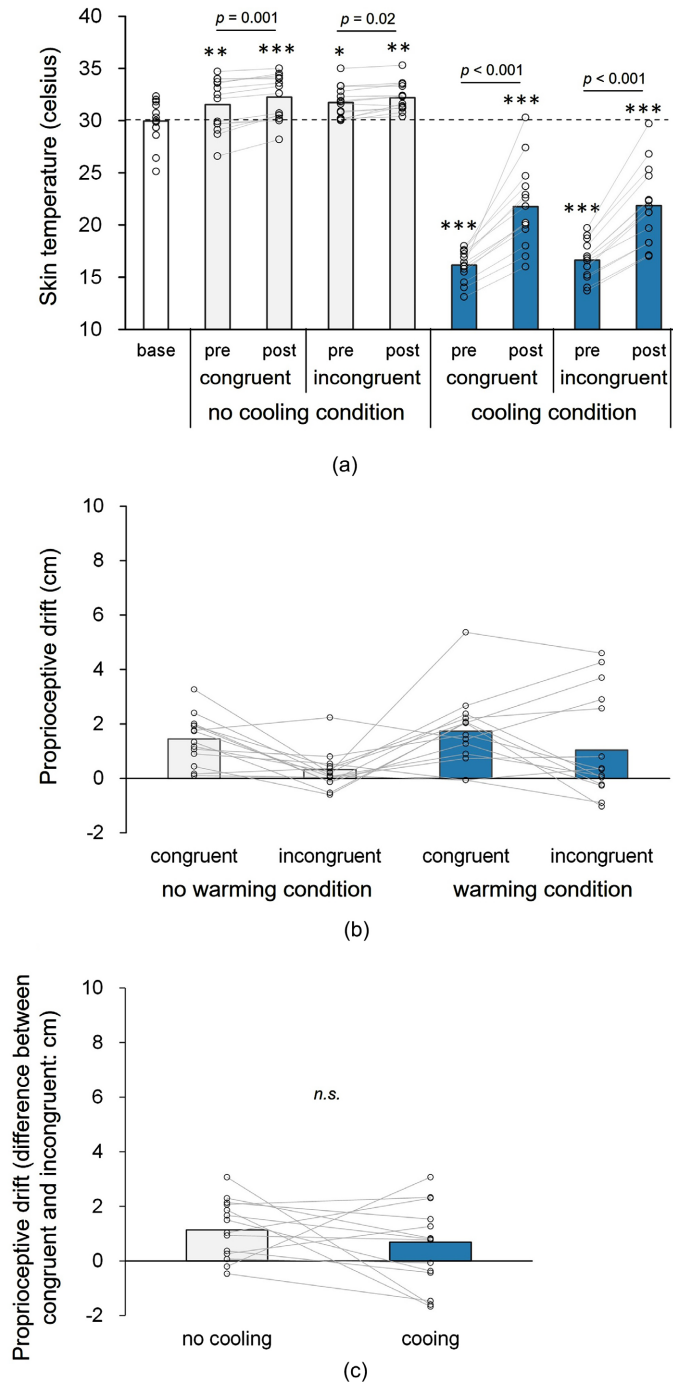 p = 0.001
p = 0.02
** *** * **
p < 0.001
p < 0.001
*** *** *** ***
Skin temperature (celsius)
40
35
30
25
20
15
10
base pre post pre post pre post pre post
congruent incongruent congruent incongruent
no cooling condition cooling condition
(a)
Proprioceptive drift (cm)
10
8
6
4
2
0
-2
congruent incongruent congruent incongruent
no warming condition warming condition
(b)
Proprioceptive drift (difference between
congruent and incongruent: cm)
10
8
6
4
2
0
-2
n.s.
no cooling cooing
(c)